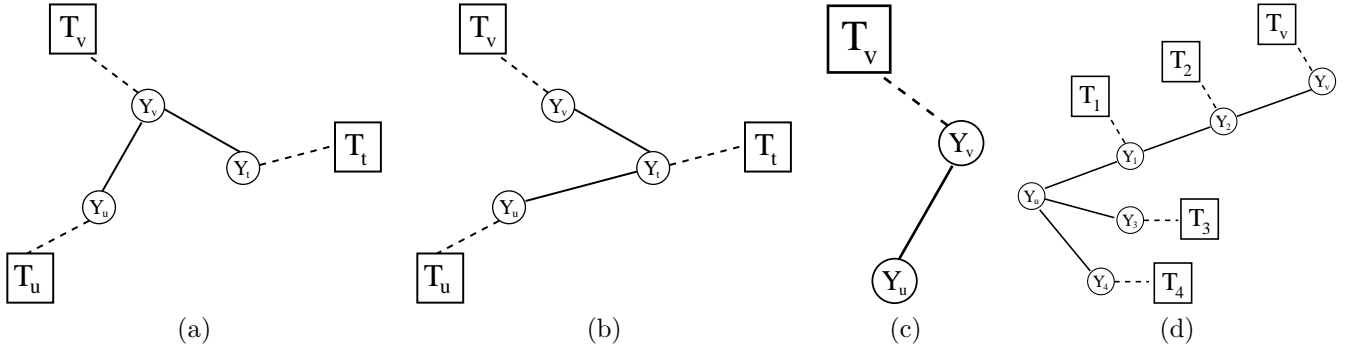 T_v
Y_v
Y_t
T_t
Y_u
T_u
(a)
T_v
Y_v
Y_t
T_t
Y_u
T_u
(b)
T_v
Y_v
Y_u
(c)
T_v
T_2
Y_v
T_1
Y_2
Y_1
Y_u
Y_3
T_3
Y_4
T_4
(d)